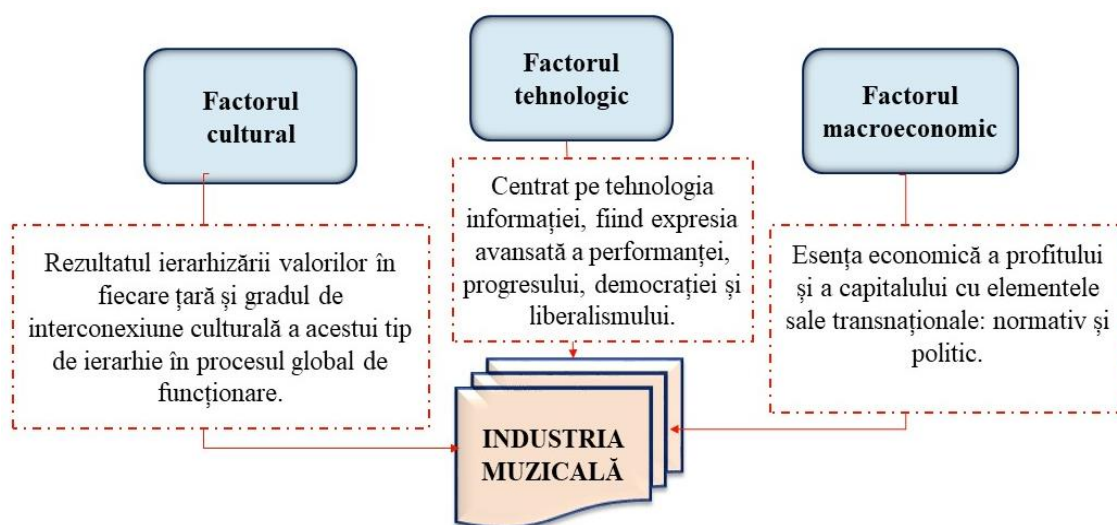 Factorul
cultural
Factorul
tehnologic
Factorul
macroeconomic
Rezultatul ierarhizării valorilor în
fiecare țară și gradul de
interconexiune culturală a acestui tip
de ierarhie în procesul global de
funcționare.
Centrat pe tehnologia
informației, fiind expresia
avansată a performanței,
progresului, democrației și
liberalismului.
Esența economică a profitului
și a capitalului cu elementele
sale transnaționale: normativ și
politic.
INDUSTRIA
MUZICALĂ